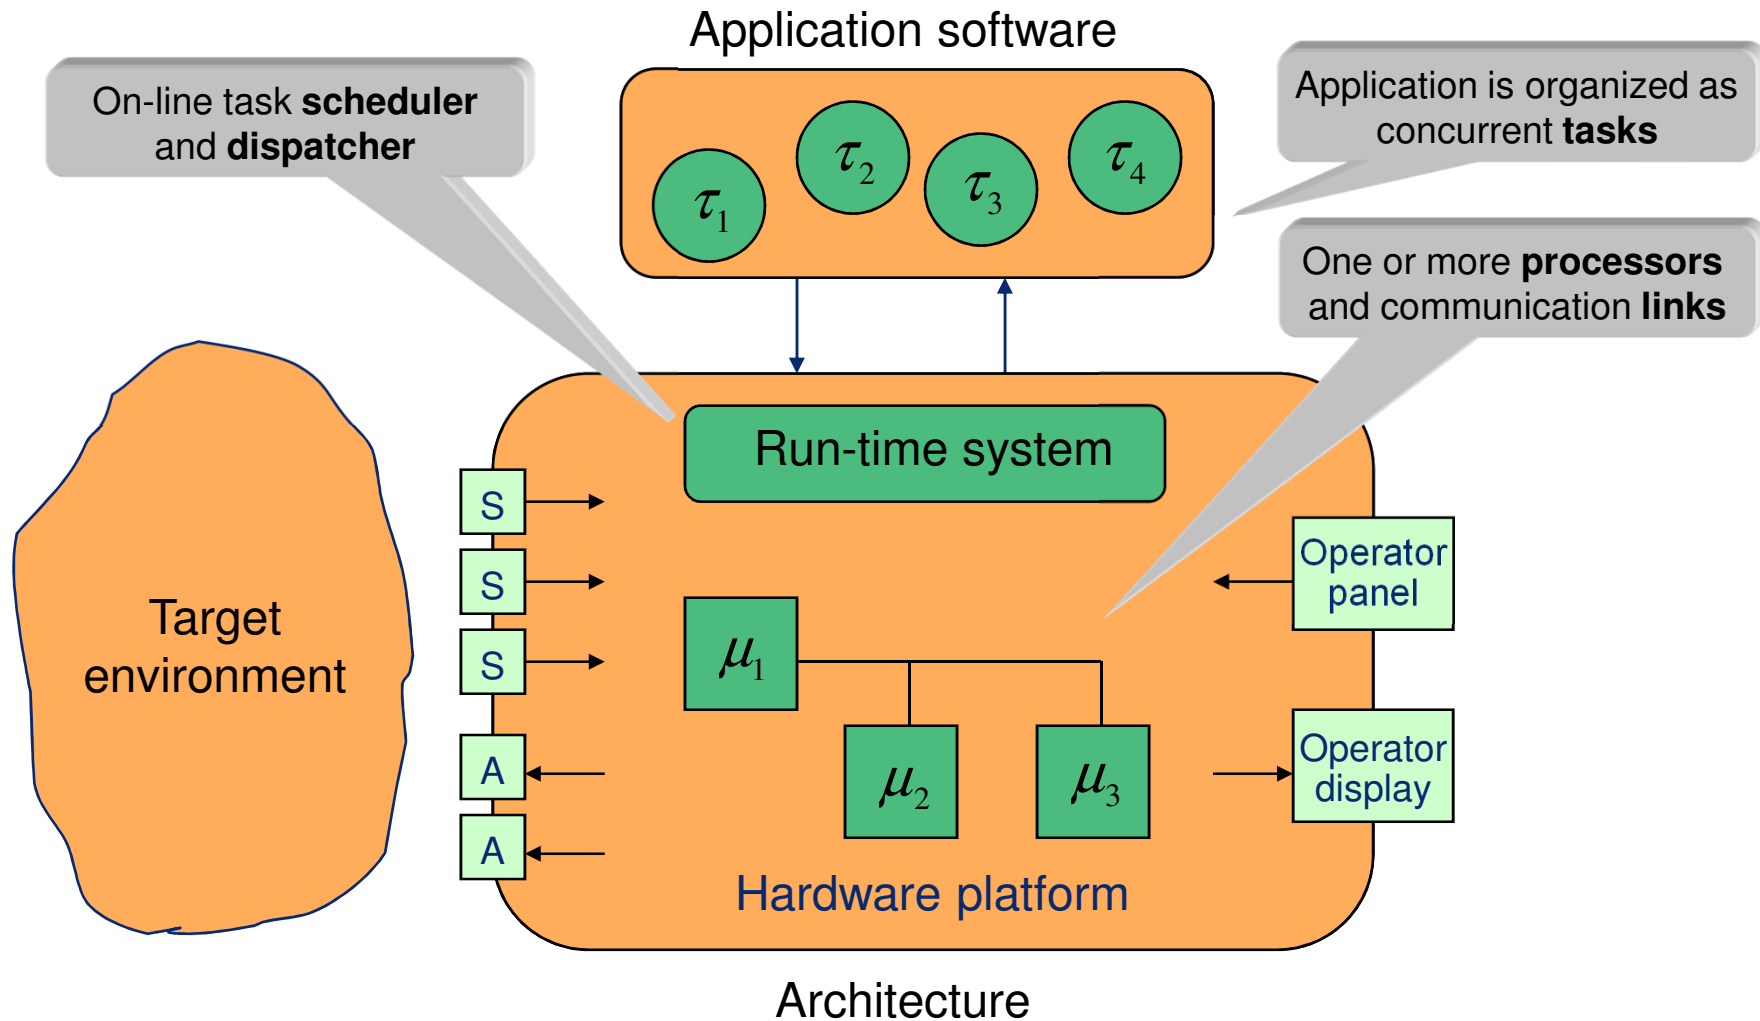 Application software
On-line task scheduler
and dispatcher
Application is organized as
concurrent tasks
τ1
τ2
τ3
τ4
One or more processors
and communication links
Run-time system
S
S
S
A
A
Target
environment
μ1
μ2
μ3
Operator
panel
Operator
display
Hardware platform
Architecture